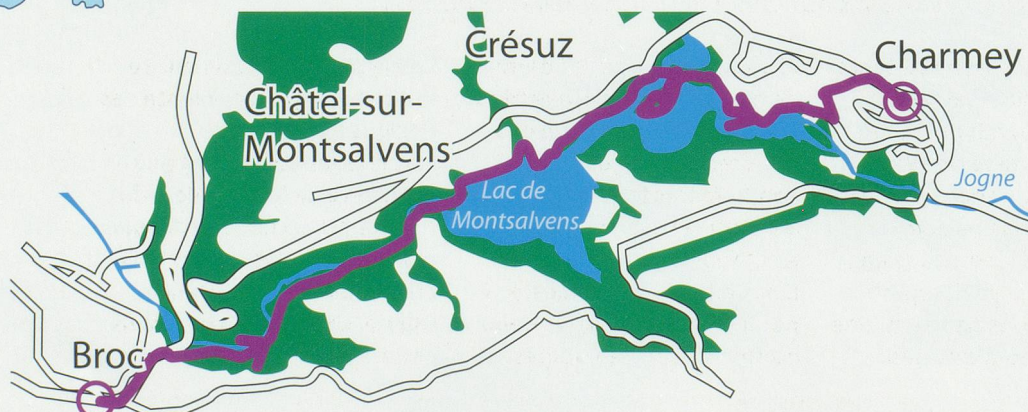 Crésuz
Charmey
Châtel-sur-
Montsalvens
Lac de
Montsalvens
Jogne
Broc